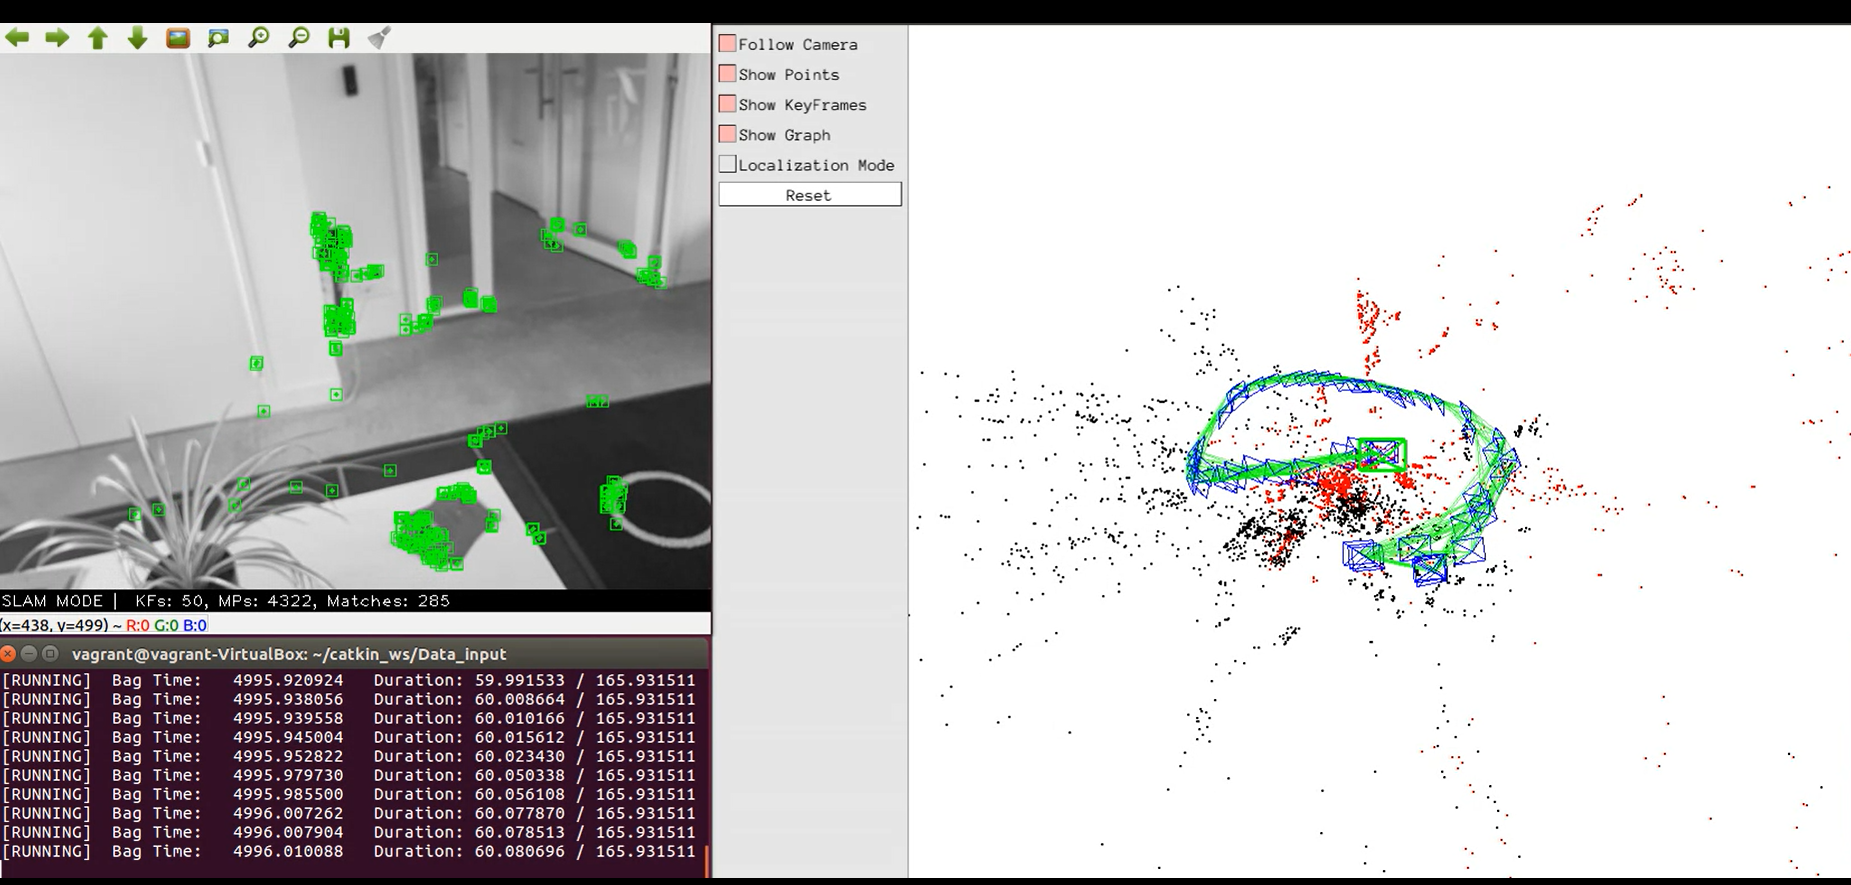 SLAM MODE | KFs: 50, MPs: 4322, Matches: 285
(x=438, y=499) ~ R:0 G:0 B:0
vagrant@vagrant-VirtualBox: ~/catkin_ws/Data_input
[RUNNING] Bag Time: 4995.920924 Duration: 59.991533 / 165.931511
[RUNNING] Bag Time: 4995.938056 Duration: 60.008664 / 165.931511
[RUNNING] Bag Time: 4995.939558 Duration: 60.010166 / 165.931511
[RUNNING] Bag Time: 4995.945004 Duration: 60.015612 / 165.931511
[RUNNING] Bag Time: 4995.952822 Duration: 60.023430 / 165.931511
[RUNNING] Bag Time: 4995.979730 Duration: 60.050338 / 165.931511
[RUNNING] Bag Time: 4995.985500 Duration: 60.056108 / 165.931511
[RUNNING] Bag Time: 4996.007262 Duration: 60.077870 / 165.931511
[RUNNING] Bag Time: 4996.007904 Duration: 60.078513 / 165.931511
[RUNNING] Bag Time: 4996.010088 Duration: 60.080696 / 165.931511
Follow Camera
Show Points
Show KeyFrames
Show Graph
Localization Mode
Reset